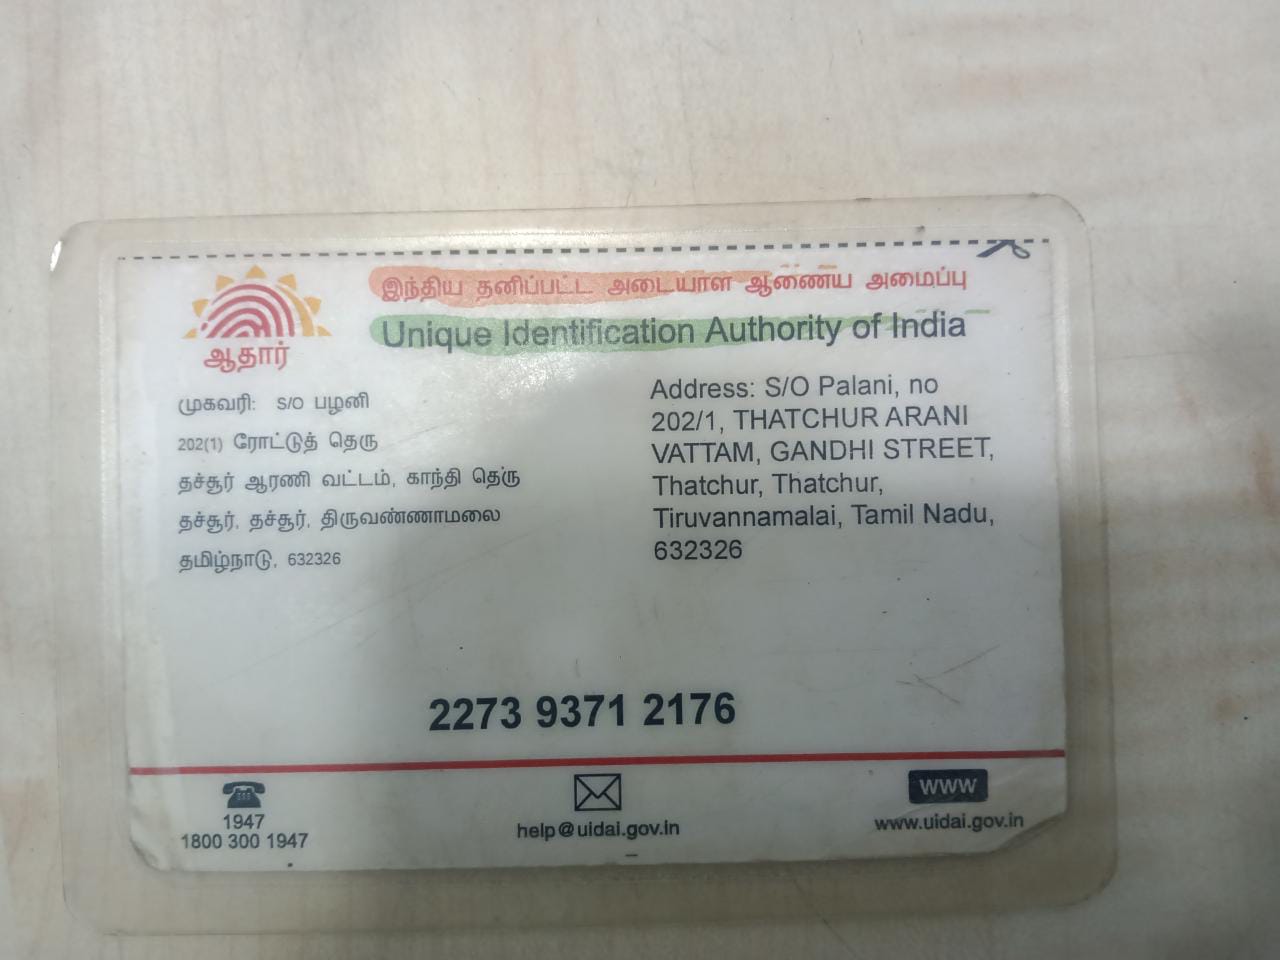 இந்திய தனிப்பட்ட அடையாள ஆணைய அமைப்பு
Unique Identification Authority of India
ஆதார்
முகவரி: S/O பழனி
202(1) ரோட்டுத் தெரு
தச்சூர் ஆரணி வட்டம், காந்தி தெரு
தச்சூர், தச்சூர், திருவண்ணாமலை
தமிழ்நாடு, 632326
Address: S/O Palani, no
202/1, THATCHUR ARANI
VATTAM, GANDHI STREET,
Thatchur, Thatchur,
Tiruvannamalai, Tamil Nadu,
632326
2273 9371 2176
1947
1800 300 1947
help@uidai.gov.in
www
www.uidai.gov.in